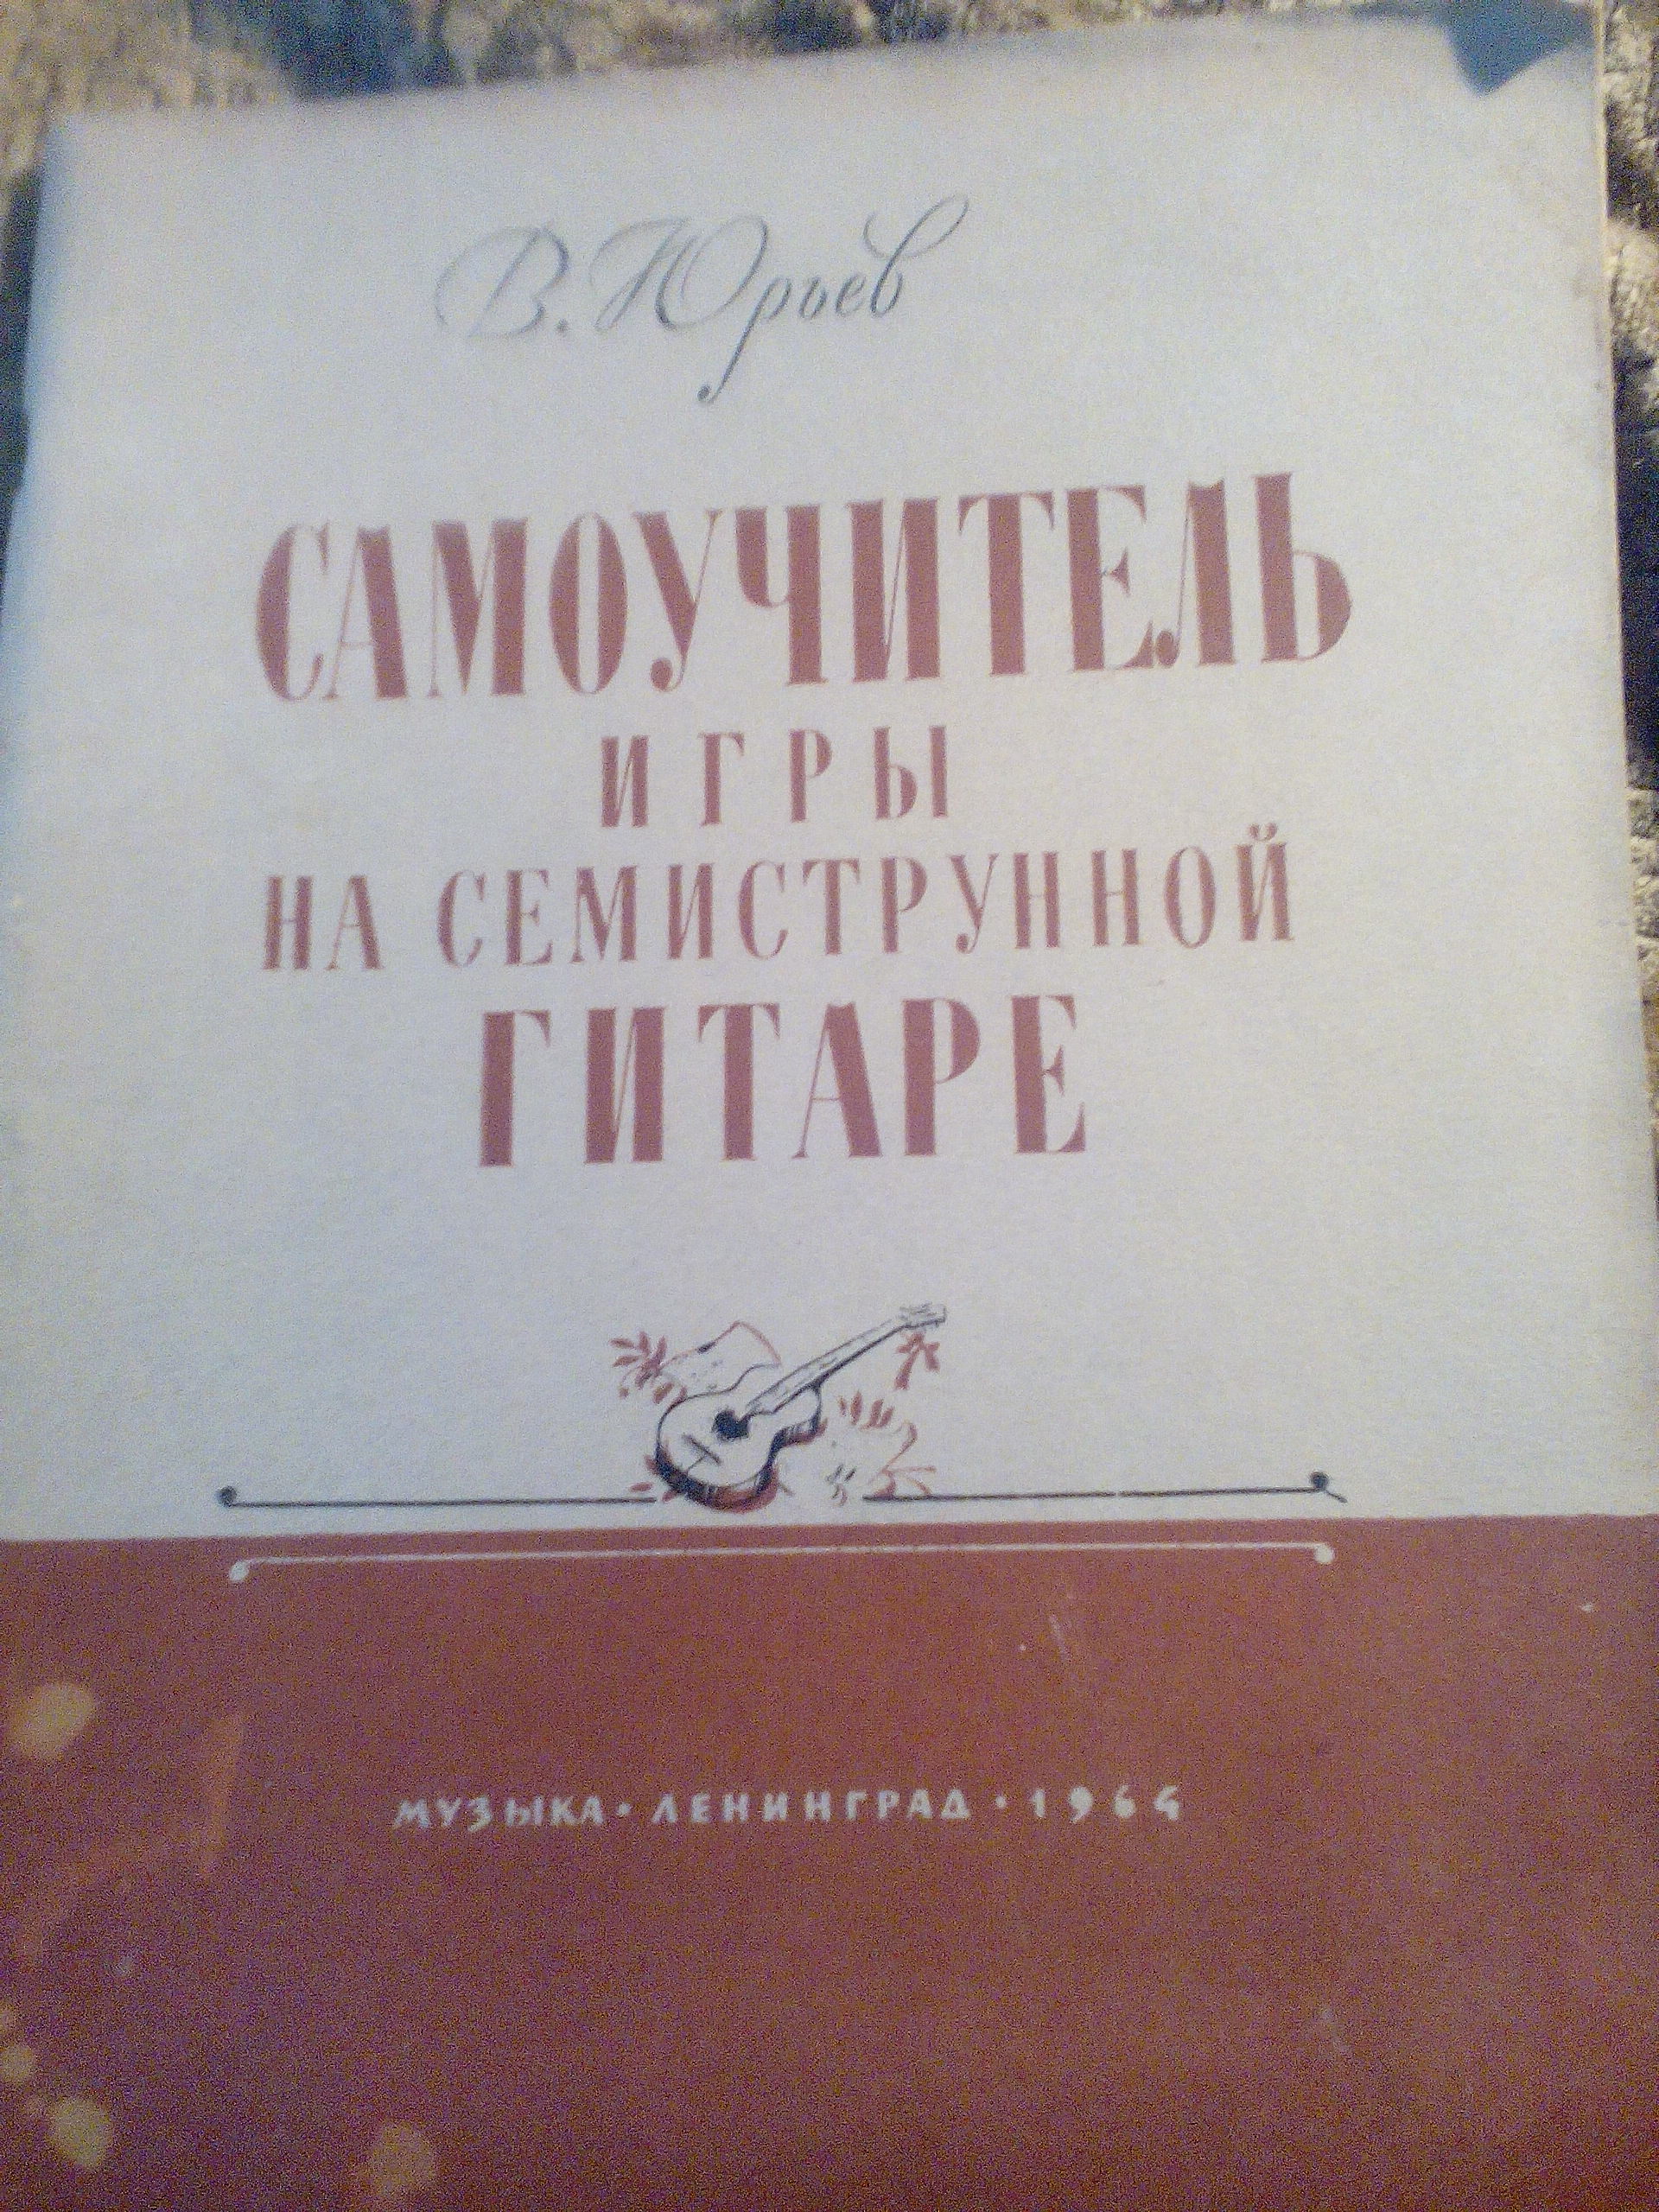 В. Юрьев
САМОУЧИТЕЛЬ
ИГРЫ
НА СЕМИСТРУННОЙ
ГИТАРЕ
МУЗЫКА · ЛЕНИНГРАД · 1964